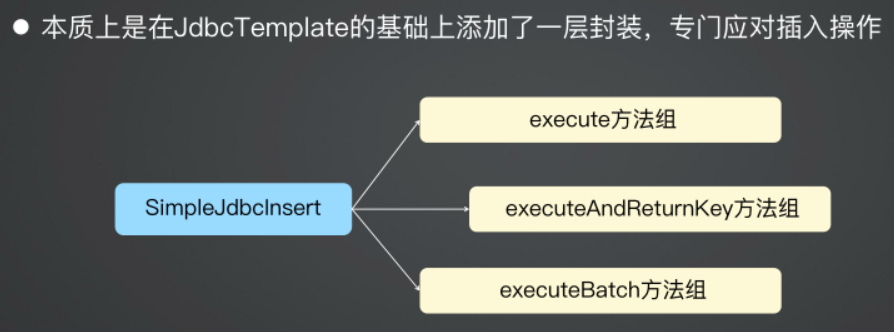 ● 本质上是在JdbcTemplate的基础上添加了一层封装，专门应对插入操作
execute方法组
SimpleJdbcInsert
executeAndReturnKey方法组
executeBatch方法组